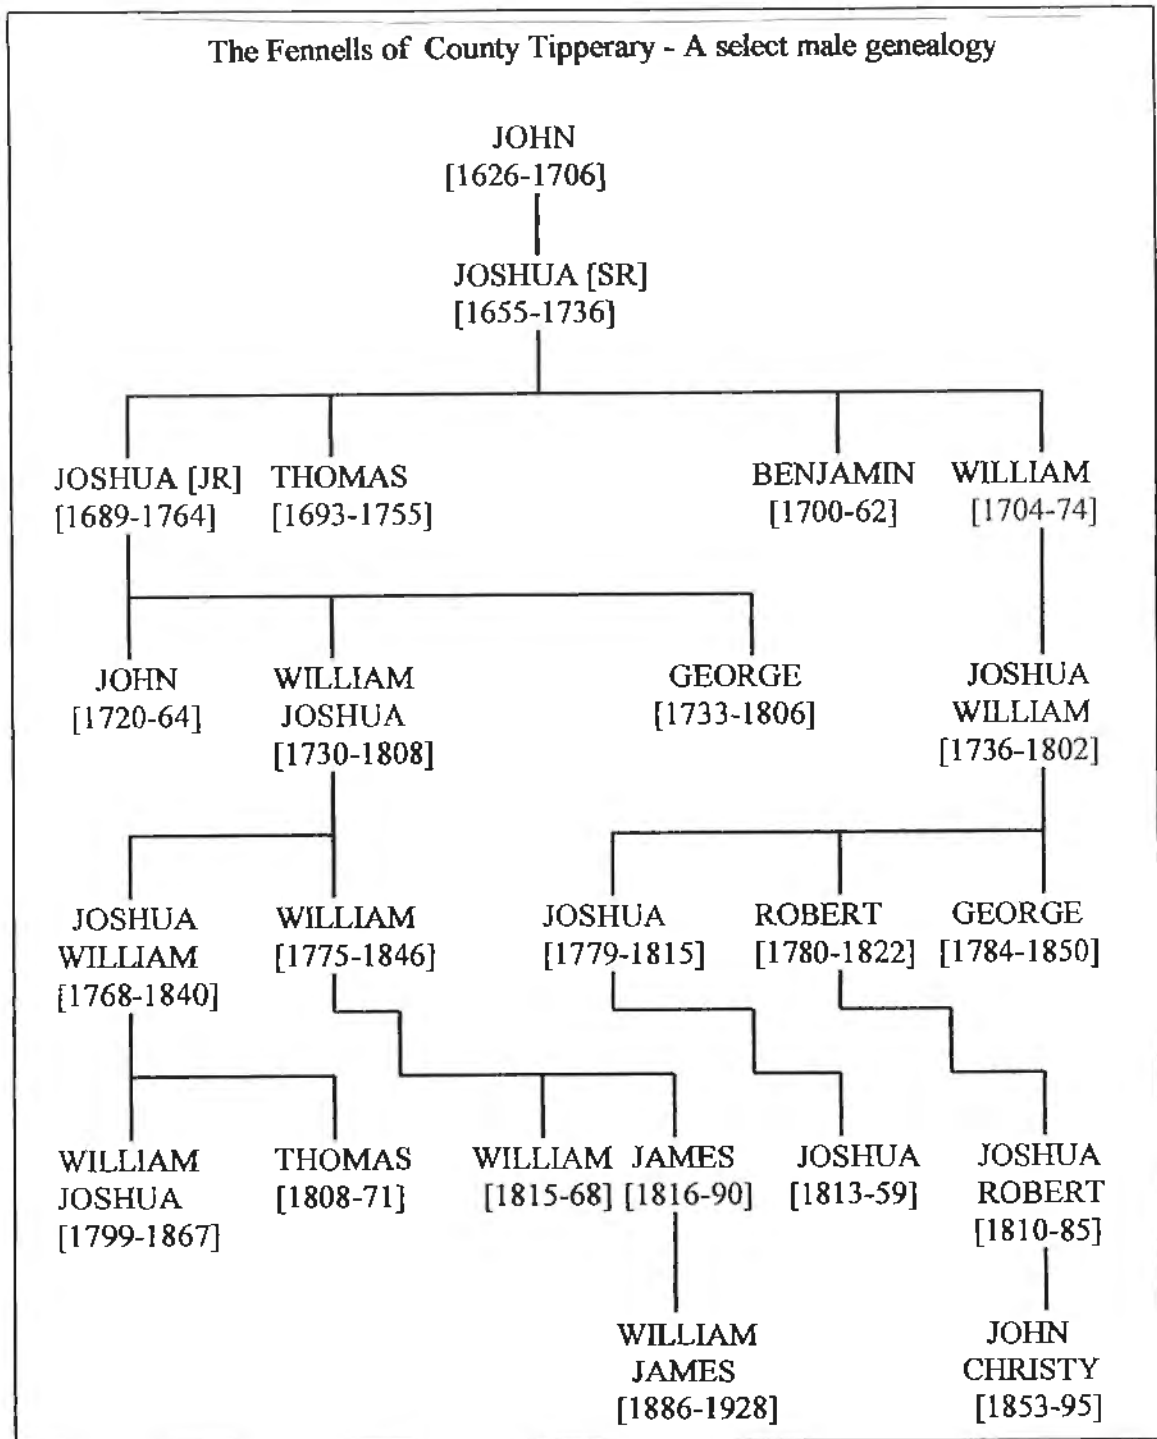 The Fennells of County Tipperary - A select male genealogy
JOHN
[1626-1706]
JOSHUA [SR]
[1655-1736]
JOSHUA [JR]
[1689-1764]
THOMAS
[1693-1755]
BENJAMIN
[1700-62]
WILLIAM
[1704-74]
JOHN
[1720-64]
WILLIAM
JOSHUA
[1730-1808]
GEORGE
[1733-1806]
JOSHUA
WILLIAM
[1736-1802]
JOSHUA
WILLIAM
[1768-1840]
WILLIAM
[1775-1846]
JOSHUA
[1779-1815]
ROBERT
[1780-1822]
GEORGE
[1784-1850]
WILLIAM
JOSHUA
[1799-1867]
THOMAS
[1808-71]
WILLIAM
[1815-68]
JAMES
[1816-90]
JOSHUA
[1813-59]
JOSHUA
ROBERT
[1810-85]
WILLIAM
JAMES
[1886-1928]
JOHN
CHRISTY
[1853-95]